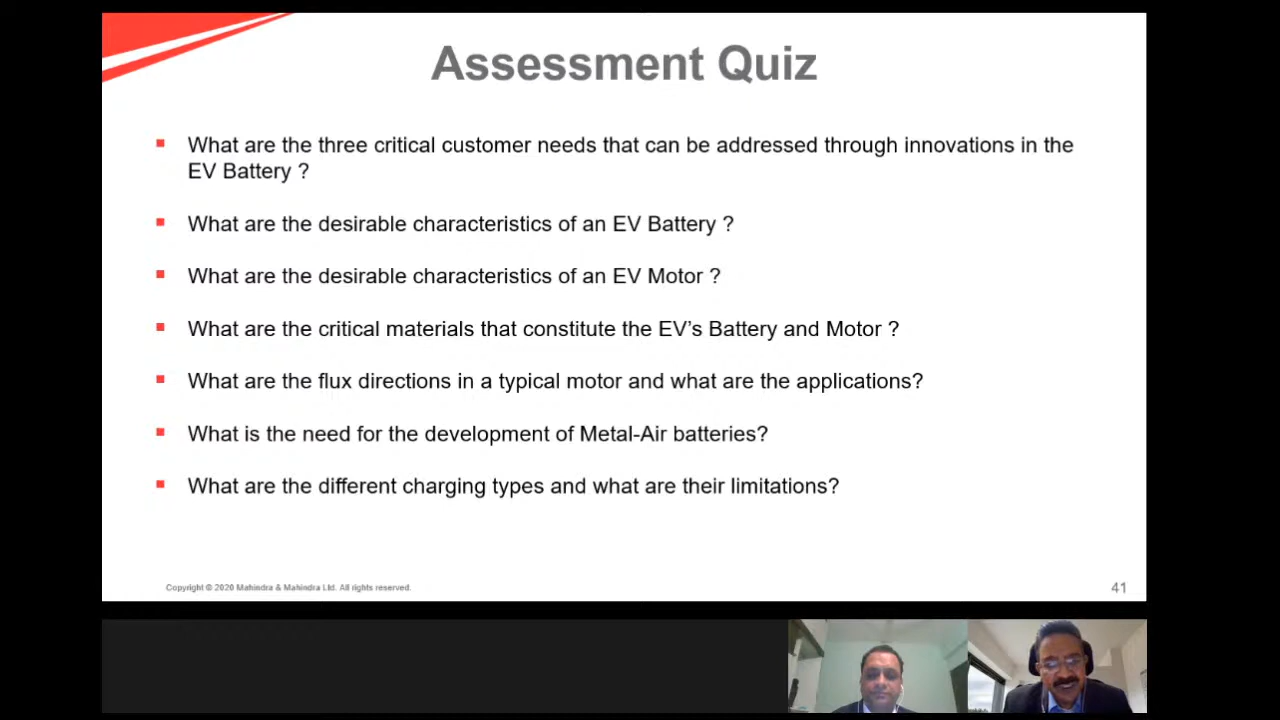 Assessment Quiz
What are the three critical customer needs that can be addressed through innovations in the
EV Battery ?
What are the desirable characteristics of an EV Battery ?
What are the desirable characteristics of an EV Motor ?
What are the critical materials that constitute the EV’s Battery and Motor ?
What are the flux directions in a typical motor and what are the applications?
What is the need for the development of Metal-Air batteries?
What are the different charging types and what are their limitations?
Copyright © 2020 Mahindra & Mahindra Ltd. All rights reserved.
41